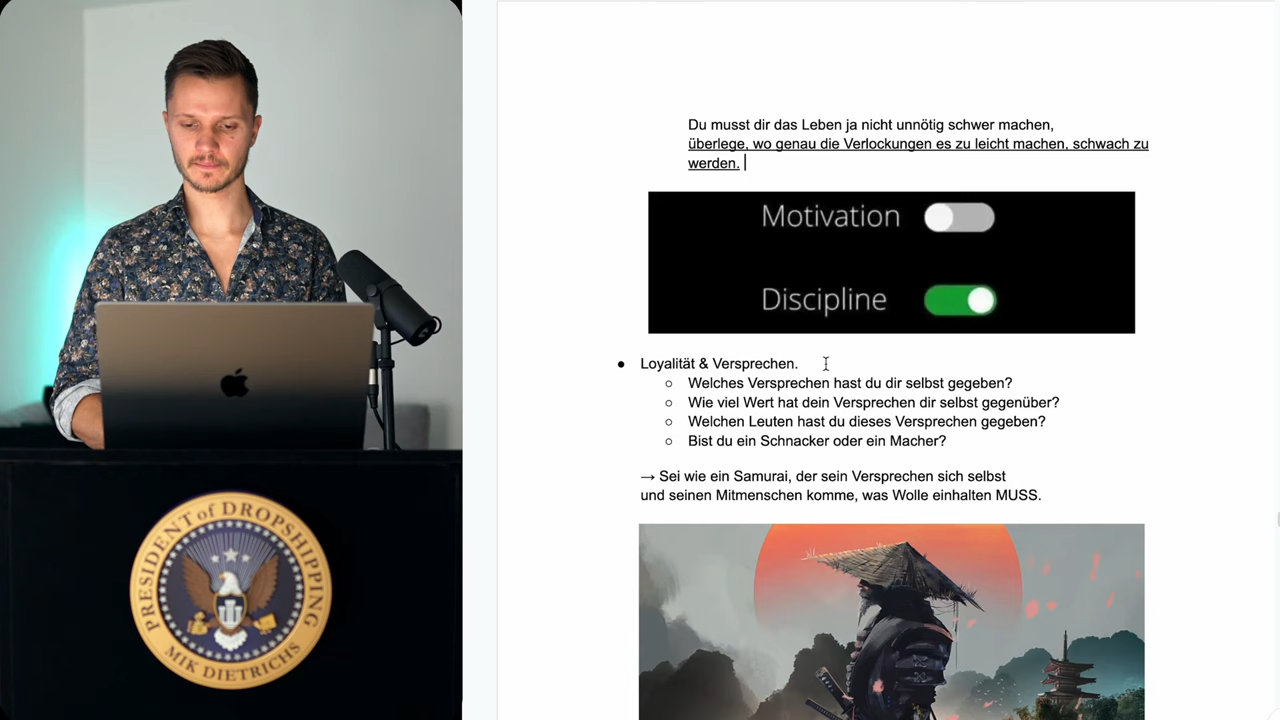 Du musst dir das Leben ja nicht unnötig schwer machen,
überlege, wo genau die Verlockungen es zu leicht machen, schwach zu
werden.
Motivation
Discipline
● Loyalität & Versprechen.
○ Welches Versprechen hast du dir selbst gegeben?
○ Wie viel Wert hat dein Versprechen dir selbst gegenüber?
○ Welchen Leuten hast du dieses Versprechen gegeben?
○ Bist du ein Schnacker oder ein Macher?
→ Sei wie ein Samurai, der sein Versprechen sich selbst
und seinen Mitmenschen komme, was Wolle einhalten MUSS.
PRESIDENT of DROPSHIPPING
MIK DIETRICHS